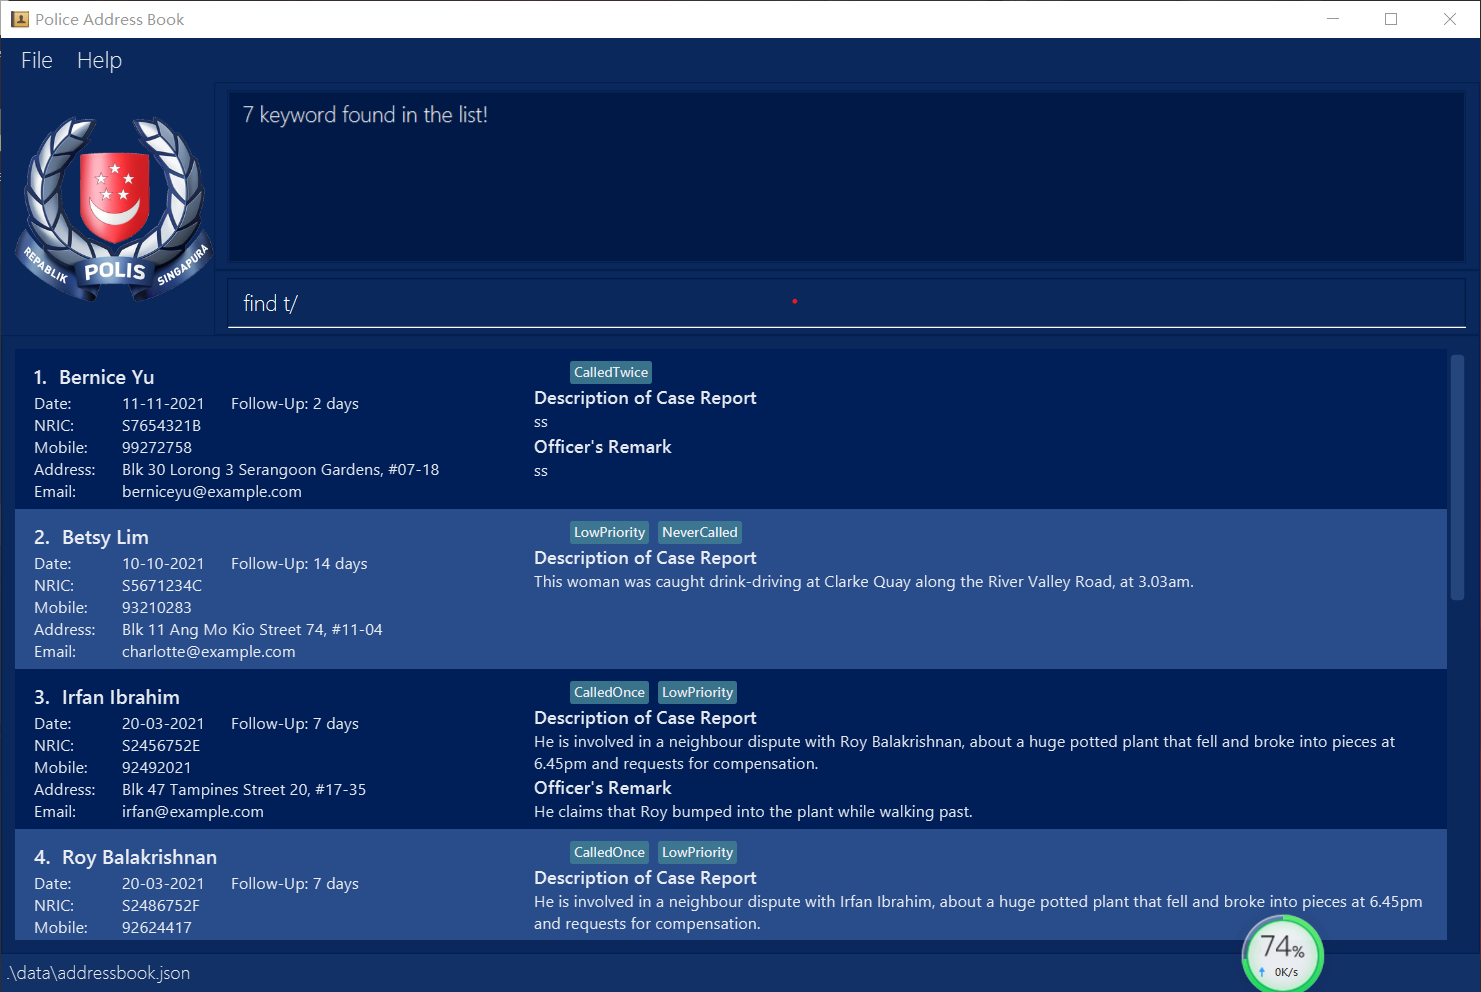 Police Address Book
File Help
7 keyword found in the list!
REPABLIK POLIS SINGAPURA
find t/
1. Bernice Yu
Date: 11-11-2021 Follow-Up: 2 days
NRIC: S7654321B
Mobile: 99272758
Address: Blk 30 Lorong 3 Serangoon Gardens, #07-18
Email: berniceyu@example.com
CalledTwice
Description of Case Report
ss
Officer's Remark
ss
2. Betsy Lim
Date: 10-10-2021 Follow-Up: 14 days
NRIC: S5671234C
Mobile: 93210283
Address: Blk 11 Ang Mo Kio Street 74, #11-04
Email: charlotte@example.com
LowPriority NeverCalled
Description of Case Report
This woman was caught drink-driving at Clarke Quay along the River Valley Road, at 3.03am.
3. Irfan Ibrahim
Date: 20-03-2021 Follow-Up: 7 days
NRIC: S2456752E
Mobile: 92492021
Address: Blk 47 Tampines Street 20, #17-35
Email: irfan@example.com
CalledOnce LowPriority
Description of Case Report
He is involved in a neighbour dispute with Roy Balakrishnan, about a huge potted plant that fell and broke into pieces at
6.45pm and requests for compensation.
Officer's Remark
He claims that Roy bumped into the plant while walking past.
4. Roy Balakrishnan
Date: 20-03-2021 Follow-Up: 7 days
NRIC: S2486752F
Mobile: 92624417
CalledOnce LowPriority
Description of Case Report
He is involved in a neighbour dispute with Irfan Ibrahim, about a huge potted plant that fell and broke into pieces at 6.45pm
and requests for compensation.
74%
0K/s
.\data\addressbook.json